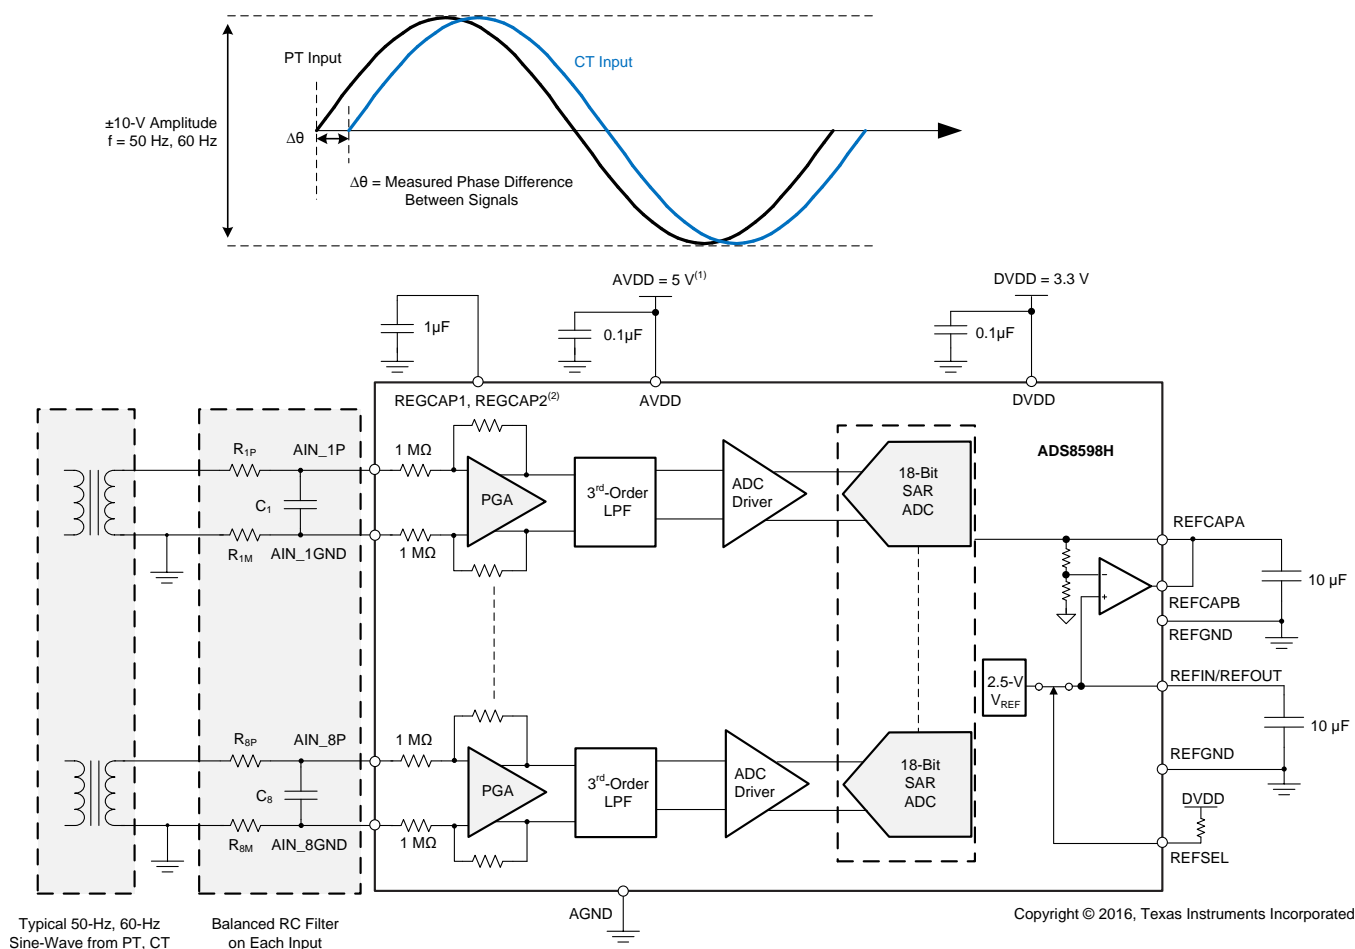 PT Input
CT Input
±10-V Amplitude
f = 50 Hz, 60 Hz
Δθ
Δθ = Measured Phase Difference
Between Signals
AVDD = 5 V(1)
DVDD = 3.3 V
1µF
0.1µF
0.1µF
REGCAP1, REGCAP2(2)
AVDD
DVDD
R1P
AIN_1P
1 MΩ
PGA
3rd-Order
LPF
ADC
Driver
18-Bit
SAR
ADC
ADS8598H
C1
R1M
AIN_1GND
1 MΩ
REFCAPA
10 µF
REFCAPB
REFGND
2.5-V
VREF
REFIN/REFOUT
10 µF
REFGND
R8P
AIN_8P
1 MΩ
PGA
3rd-Order
LPF
ADC
Driver
18-Bit
SAR
ADC
C8
R8M
AIN_8GND
1 MΩ
DVDD
REFSEL
AGND
Copyright © 2016, Texas Instruments Incorporated
Typical 50-Hz, 60-Hz
Sine-Wave from PT, CT
Balanced RC Filter
on Each Input